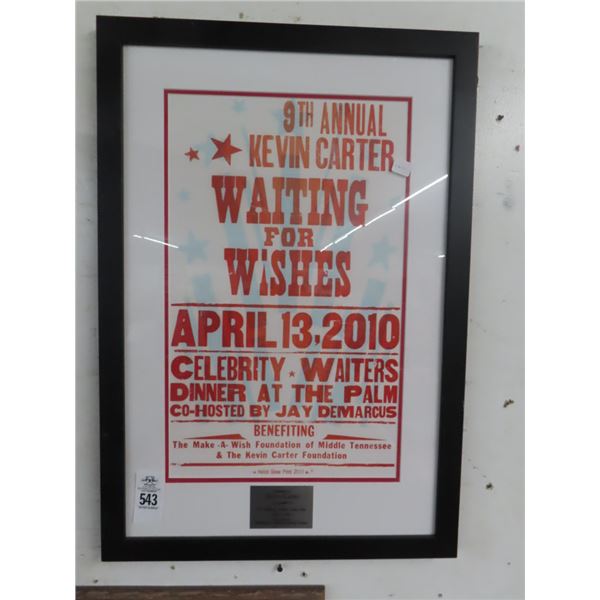 9TH ANNUAL
KEVIN CARTER
WAITING
FOR
WiSHES
APRIL 13, 2010
CELEBRITY ★ WAITERS
DINNER AT THE PALM
CO-HOSTED BY JAY DEMARCUS
BENEFITING
The Make-A-Wish Foundation of Middle Tennessee
& The Kevin Carter Foundation
Hatch Show Print 2010
543